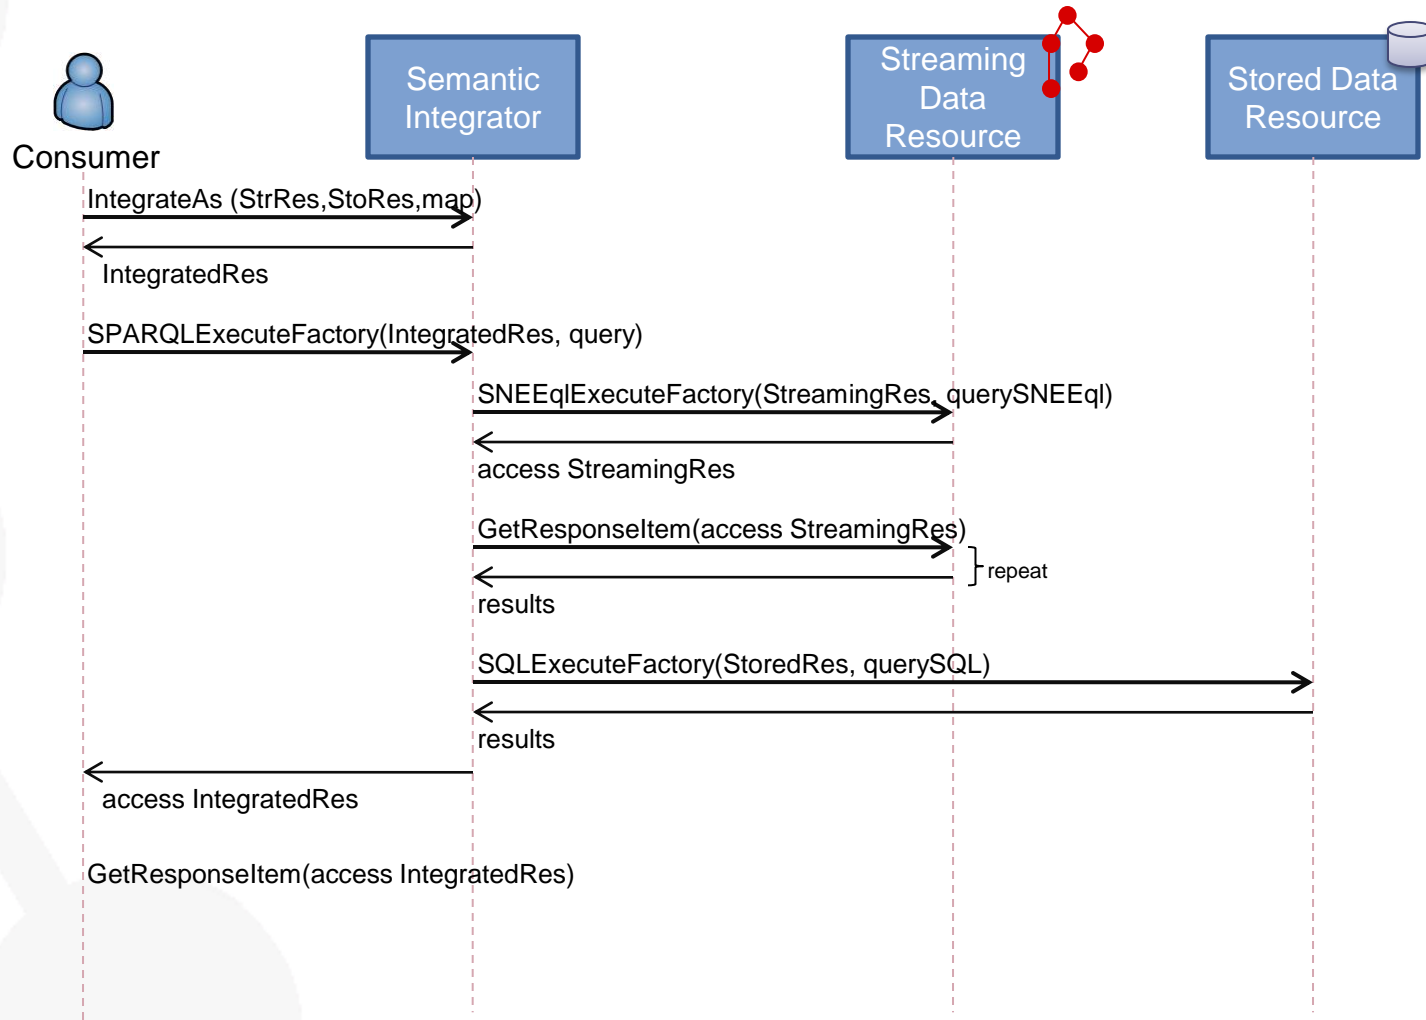 Semantic
Integrator
Streaming
Data
Resource
Stored Data
Resource
Consumer
IntegrateAs (StrRes,StoRes,map)
IntegratedRes
SPARQLExecuteFactory(IntegratedRes, query)
SNEEqlExecuteFactory(StreamingRes, querySNEEql)
access StreamingRes
GetResponseItem(access StreamingRes)
repeat
results
SQLExecuteFactory(StoredRes, querySQL)
results
access IntegratedRes
GetResponseItem(access IntegratedRes)